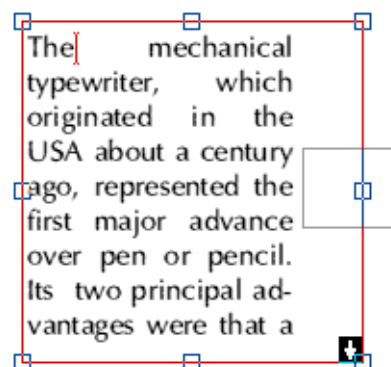 The mechanical
typewriter, which
originated in the
USA about a century
ago, represented the
first major advance
over pen or pencil.
Its two principal ad-
vantages were that a